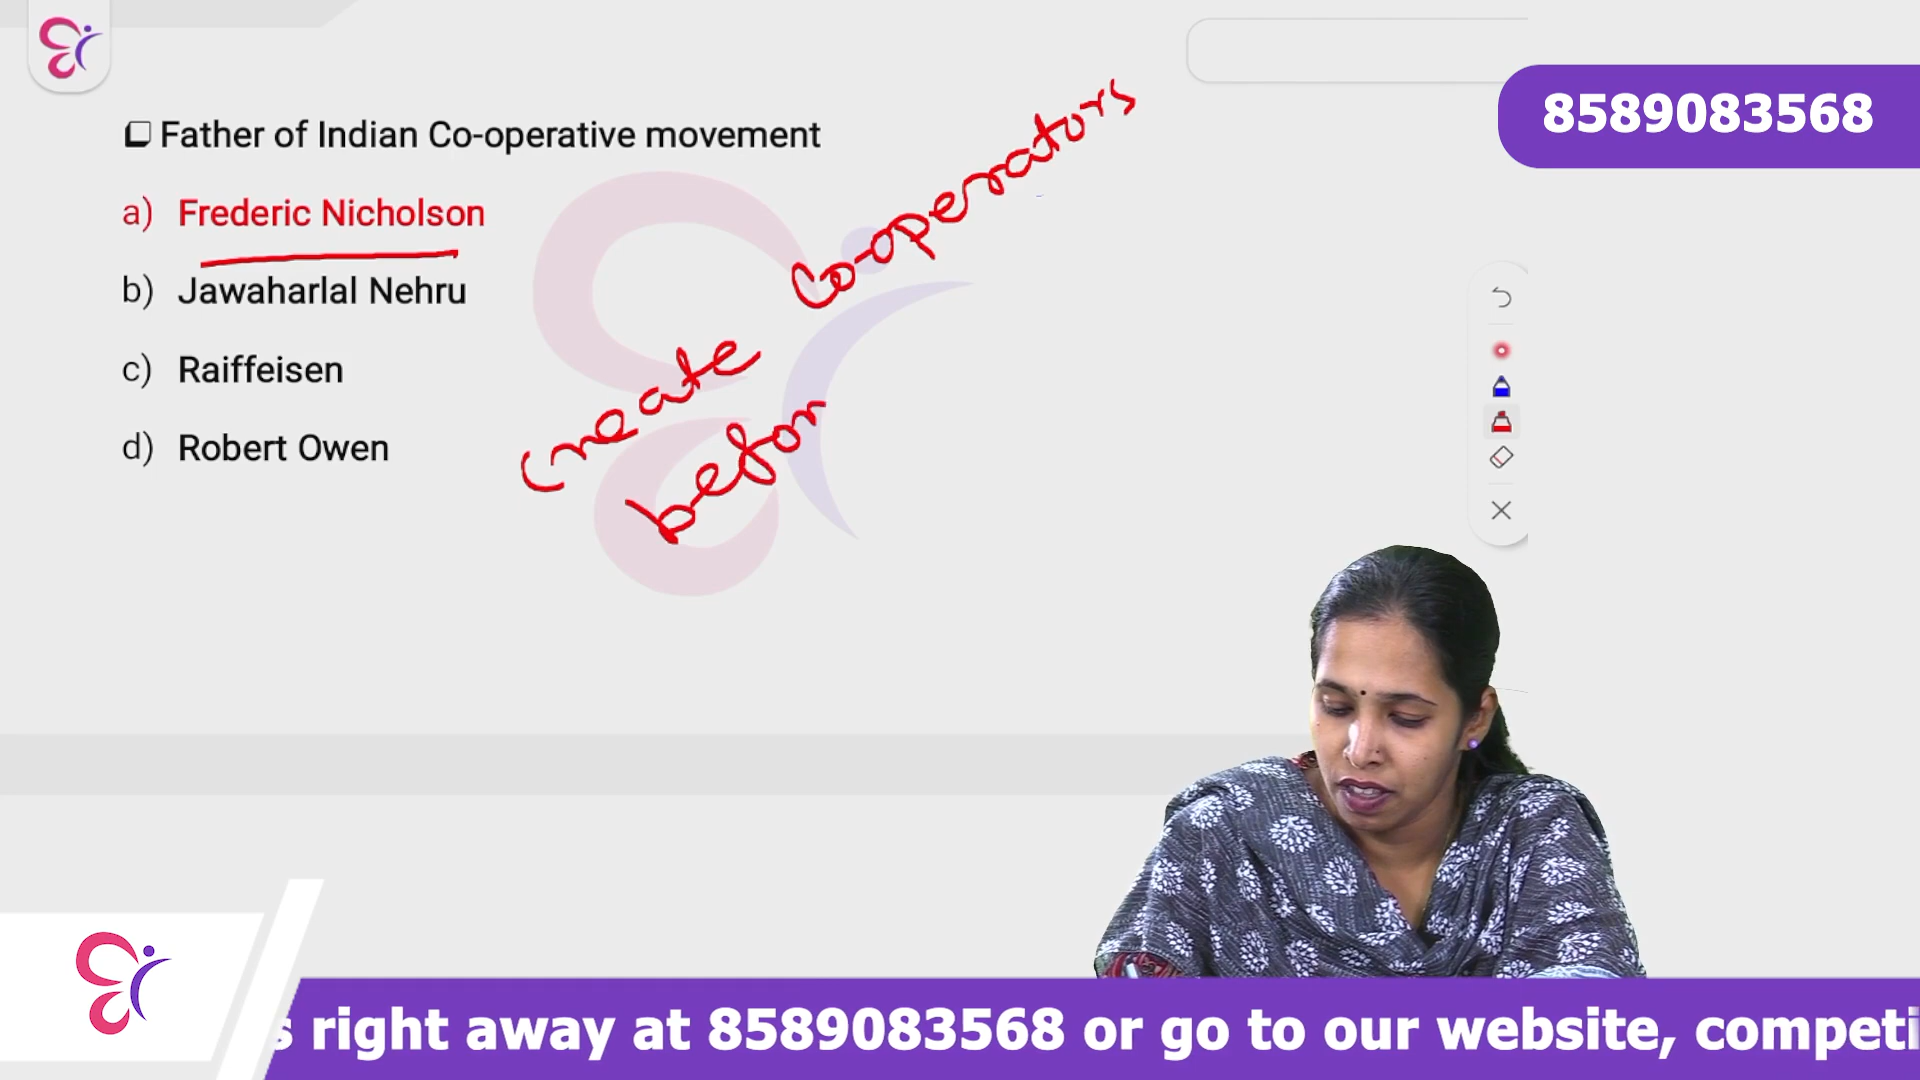 8589083568
❑ Father of Indian Co-operative movement
a) Frederic Nicholson
b) Jawaharlal Nehru
c) Raiffeisen
d) Robert Owen
Co-operators
create
befor
s right away at 8589083568 or go to our website, competi